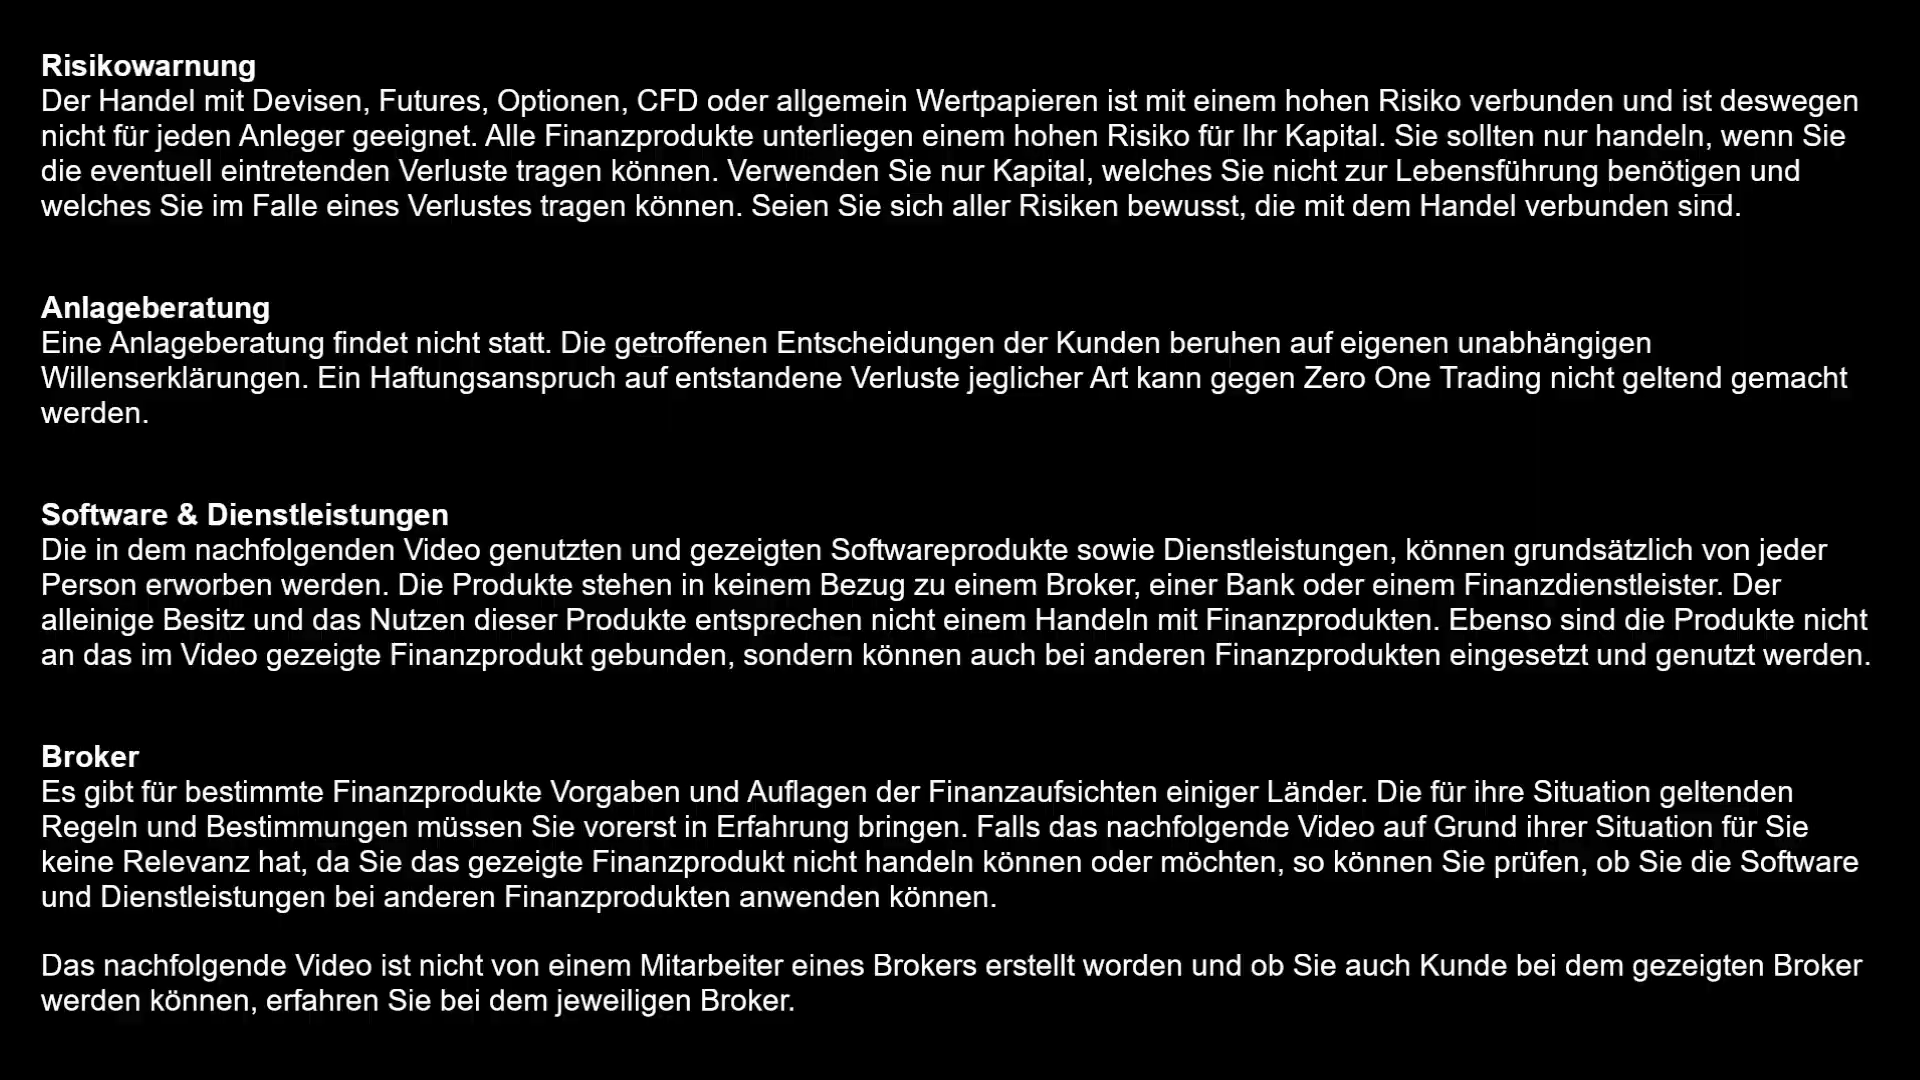 Risikowarnung
Der Handel mit Devisen, Futures, Optionen, CFD oder allgemein Wertpapieren ist mit einem hohen Risiko verbunden und ist deswegen
nicht für jeden Anleger geeignet. Alle Finanzprodukte unterliegen einem hohen Risiko für Ihr Kapital. Sie sollten nur handeln, wenn Sie
die eventuell eintretenden Verluste tragen können. Verwenden Sie nur Kapital, welches Sie nicht zur Lebensführung benötigen und
welches Sie im Falle eines Verlustes tragen können. Seien Sie sich aller Risiken bewusst, die mit dem Handel verbunden sind.
Anlageberatung
Eine Anlageberatung findet nicht statt. Die getroffenen Entscheidungen der Kunden beruhen auf eigenen unabhängigen
Willenserklärungen. Ein Haftungsanspruch auf entstandene Verluste jeglicher Art kann gegen Zero One Trading nicht geltend gemacht
werden.
Software & Dienstleistungen
Die in dem nachfolgenden Video genutzten und gezeigten Softwareprodukte sowie Dienstleistungen, können grundsätzlich von jeder
Person erworben werden. Die Produkte stehen in keinem Bezug zu einem Broker, einer Bank oder einem Finanzdienstleister. Der
alleinige Besitz und das Nutzen dieser Produkte entsprechen nicht einem Handeln mit Finanzprodukten. Ebenso sind die Produkte nicht
an das im Video gezeigte Finanzprodukt gebunden, sondern können auch bei anderen Finanzprodukten eingesetzt und genutzt werden.
Broker
Es gibt für bestimmte Finanzprodukte Vorgaben und Auflagen der Finanzaufsichten einiger Länder. Die für ihre Situation geltenden
Regeln und Bestimmungen müssen Sie vorerst in Erfahrung bringen. Falls das nachfolgende Video auf Grund ihrer Situation für Sie
keine Relevanz hat, da Sie das gezeigte Finanzprodukt nicht handeln können oder möchten, so können Sie prüfen, ob Sie die Software
und Dienstleistungen bei anderen Finanzprodukten anwenden können.
Das nachfolgende Video ist nicht von einem Mitarbeiter eines Brokers erstellt worden und ob Sie auch Kunde bei dem gezeigten Broker
werden können, erfahren Sie bei dem jeweiligen Broker.